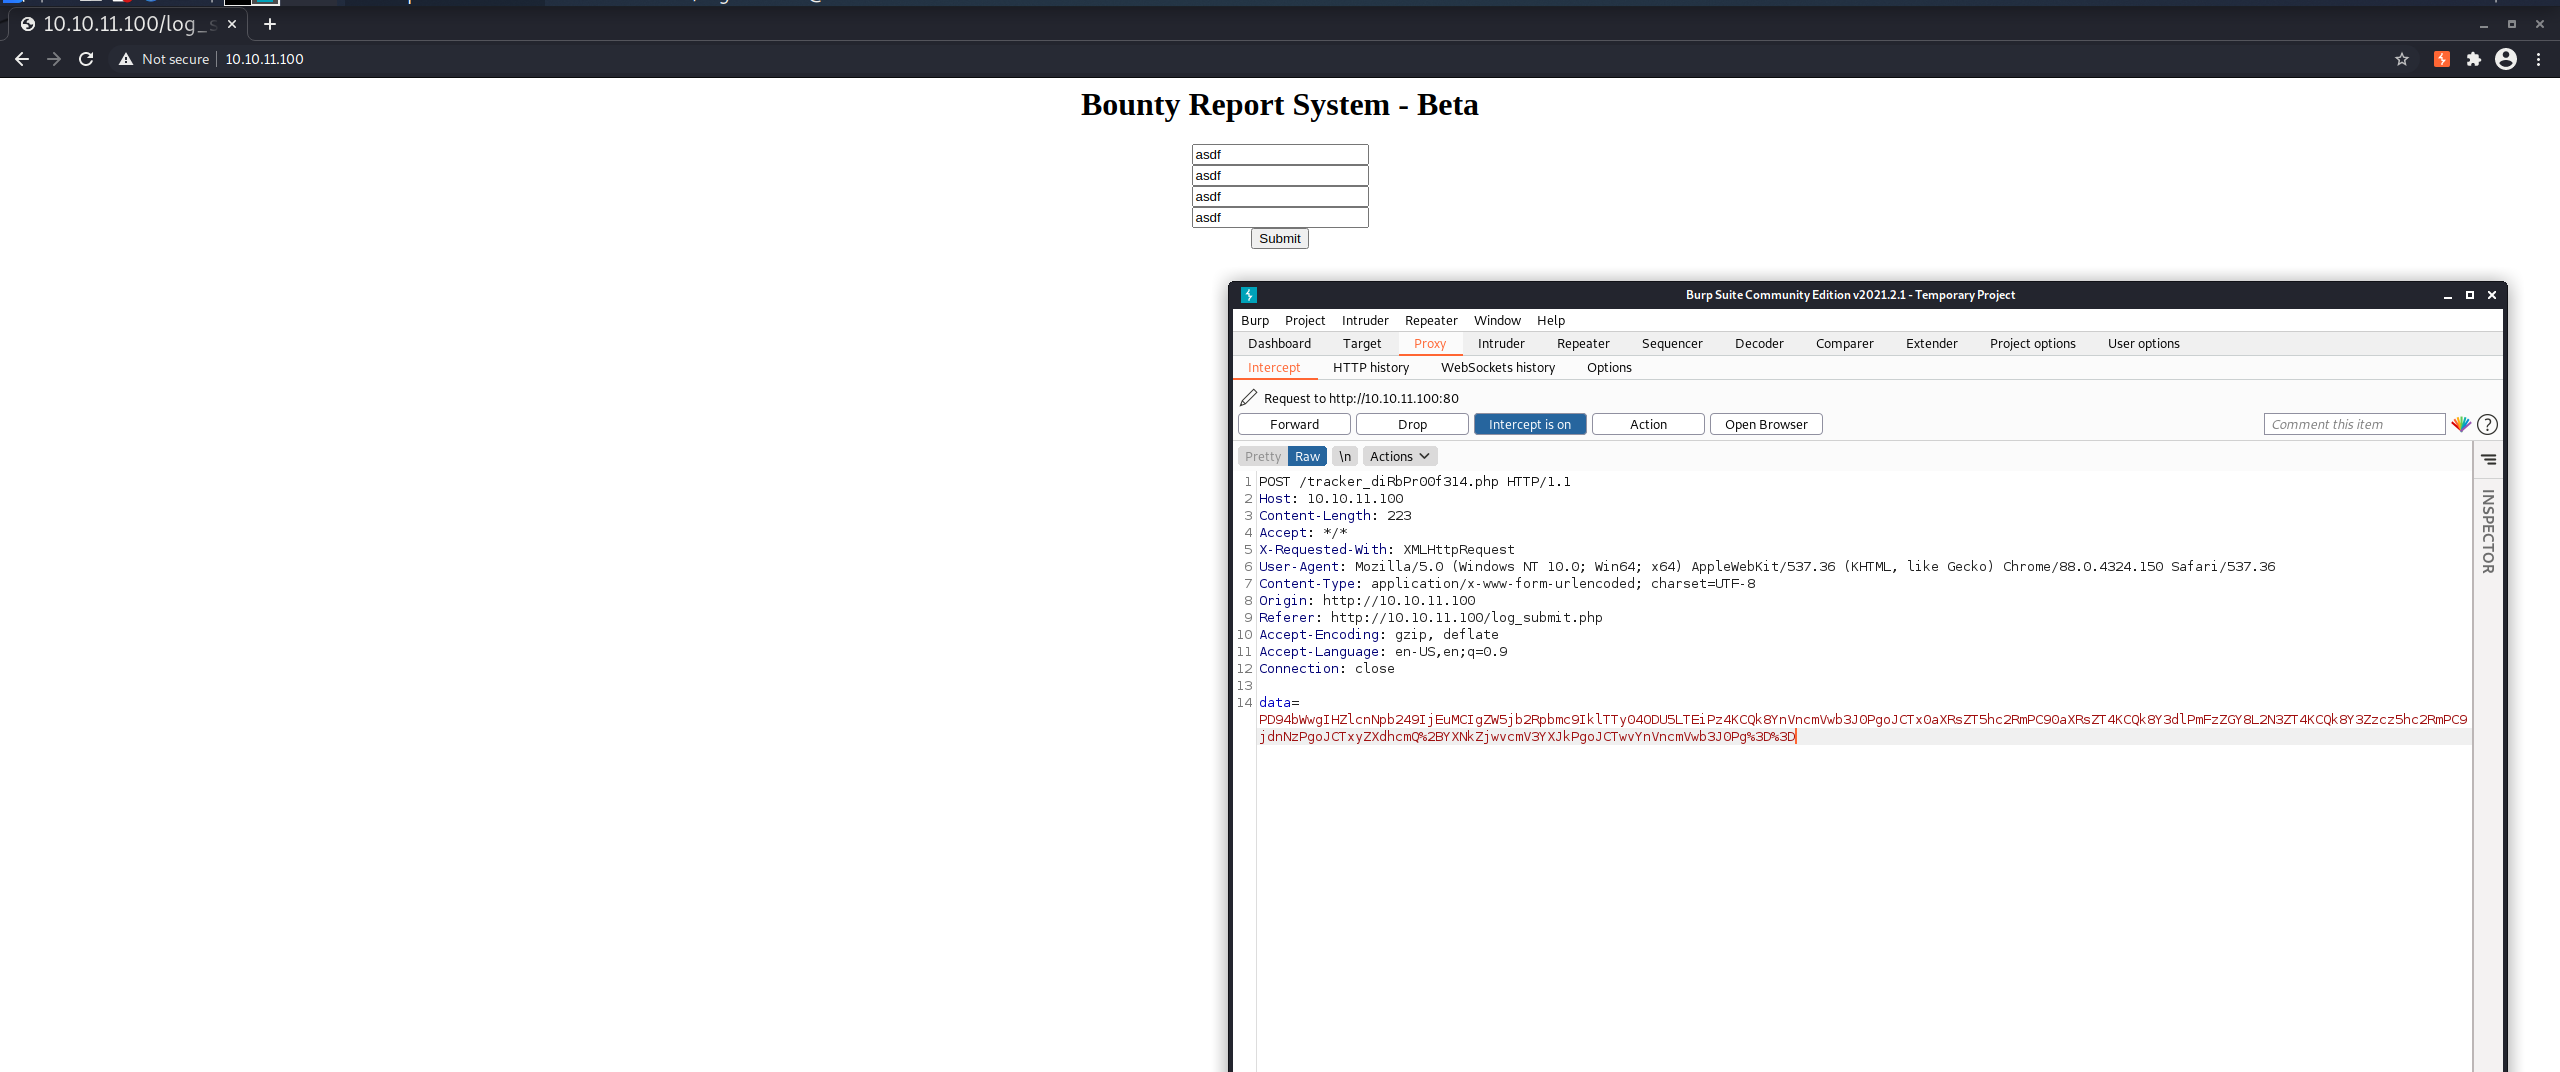 10.10.11.100/log_s
Not secure
10.10.11.100
Bounty Report System - Beta
asdf
asdf
asdf
asdf
Submit
Burp Suite Community Edition v2021.2.1 - Temporary Project
Burp Project Intruder Repeater Window Help
Dashboard Target Proxy Intruder Repeater Sequencer Decoder Comparer Extender Project options User options
Intercept HTTP history WebSockets history Options
Request to http://10.10.11.100:80
Forward Drop Intercept is on Action Open Browser Comment this item ?
Pretty Raw \n Actions
INSPECTOR
1 POST /tracker_diRbPr00f314.php HTTP/1.1
2 Host: 10.10.11.100
3 Content-Length: 223
4 Accept: */*
5 X-Requested-With: XMLHttpRequest
6 User-Agent: Mozilla/5.0 (Windows NT 10.0; Win64; x64) AppleWebKit/537.36 (KHTML, like Gecko) Chrome/88.0.4324.150 Safari/537.36
7 Content-Type: application/x-www-form-urlencoded; charset=UTF-8
8 Origin: http://10.10.11.100
9 Referer: http://10.10.11.100/log_submit.php
10 Accept-Encoding: gzip, deflate
11 Accept-Language: en-US,en;q=0.9
12 Connection: close
13
14 data=
PD94bWwgIHZlcnNpb249IjEuMCIgZW5jb2Rpbmc9IklTTy04ODU5LTEiPz4KCQk8YnVncmVwb3J0PgoJCTx0aXRsZT5hc2RmPC90aXRsZT4KCQk8Y3dlPmFzZGY8L2N3ZT4KCQk8Y3Zzcz5hc2RmPC9
jdnNzPgoJCTxyZXdhcmQ%2BYXNkZjwvcmV3YXJkPgoJCTwvYnVncmVwb3J0Pg%3D%3D